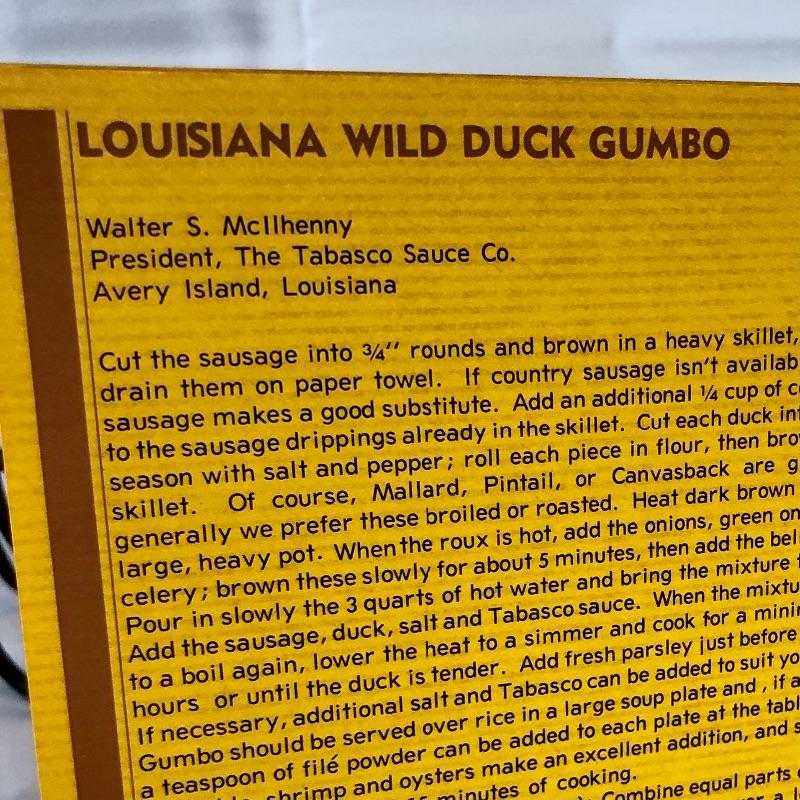 LOUISIANA WILD DUCK GUMBO
Walter S. McIlhenny
President, The Tabasco Sauce Co.
Avery Island, Louisiana
Cut the sausage into ¾″ rounds and brown in a heavy skillet,
drain them on paper towel. If country sausage isn't
sausage makes a good substitute. Add an additional ¼ cup of
to the sausage drippings already in the skillet. Cut each duck
season with salt and pepper; roll each piece in flour, then
skillet. Of course, Mallard, Pintail, or Canvasback are
generally we prefer these broiled or roasted. Heat dark brown
large, heavy pot. When the roux is hot, add the onions, green
celery; brown these slowly for about 5 minutes, then add the
Pour in slowly the 3 quarts of hot water and bring the mixture
Add the sausage, duck, salt and Tabasco sauce. When the
to a boil again, lower the heat to a simmer and cook for a
hours or until the duck is tender. Add fresh parsley just before
If necessary, additional salt and Tabasco can be added to suit
Gumbo should be served over rice in a large soup plate and , if
a teaspoon of filé powder can be added to each plate at the
shrimp and oysters make an excellent addition, and
minutes of cooking.
Combine equal parts